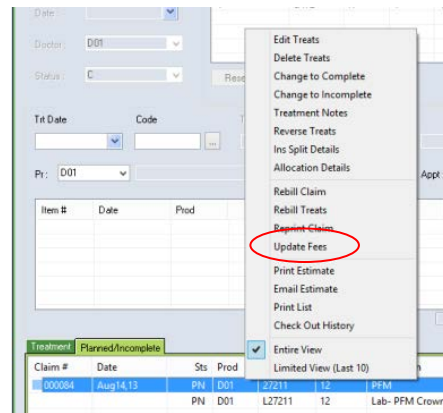 Date:
Doctor: D01
Status: C
Rese
Edit Treats
Delete Treats
Change to Complete
Change to Incomplete
Treatment Notes
Reverse Treats
Ins Split Details
Allocation Details
Rebill Claim
Rebill Treats
Reprint Claim
Update Fees
Print Estimate
Email Estimate
Print List
Check Out History
Entire View
Limited View (Last 10)
Trt Date Code
...
Pr: D01 Appt
Item # Date Prod
Treatment Planned/Incomplete
Claim # Date Sts Prod
000084 Aug14,13 PN D01 27211 12 PFM
PN D01 L27211 12 Lab- PFM Crown